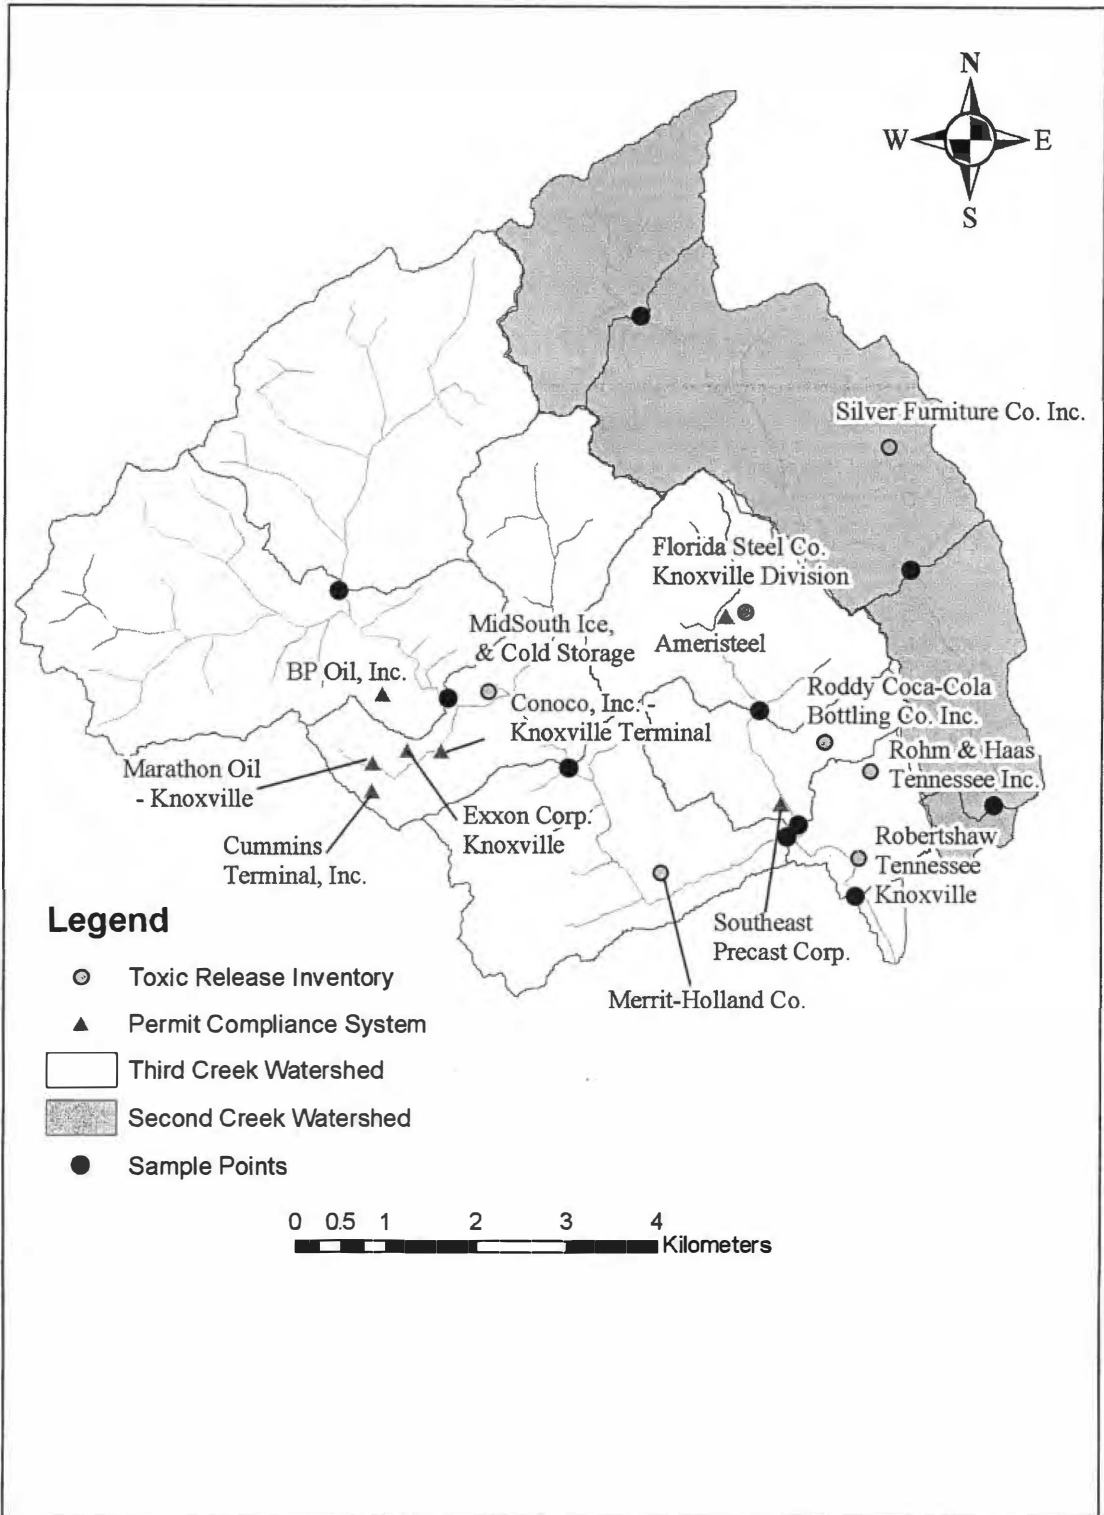 N
W E
S
Silver Furniture Co. Inc.
Florida Steel Co.
Knoxville Division
MidSouth Ice,
& Cold Storage
Ameristeel
BP Oil, Inc.
Roddy Coca-Cola
Bottling Co. Inc.
Conoco, Inc. -
Knoxville Terminal
Rohm & Haas
Tennessee Inc.
Marathon Oil
- Knoxville
Exxon Corp.
Knoxville
Cummins
Terminal, Inc.
Robertshaw
Tennessee
Knoxville
Southeast
Precast Corp.
Merrit-Holland Co.
Legend
Toxic Release Inventory
Permit Compliance System
Third Creek Watershed
Second Creek Watershed
Sample Points
0 0.5 1 2 3 4
Kilometers